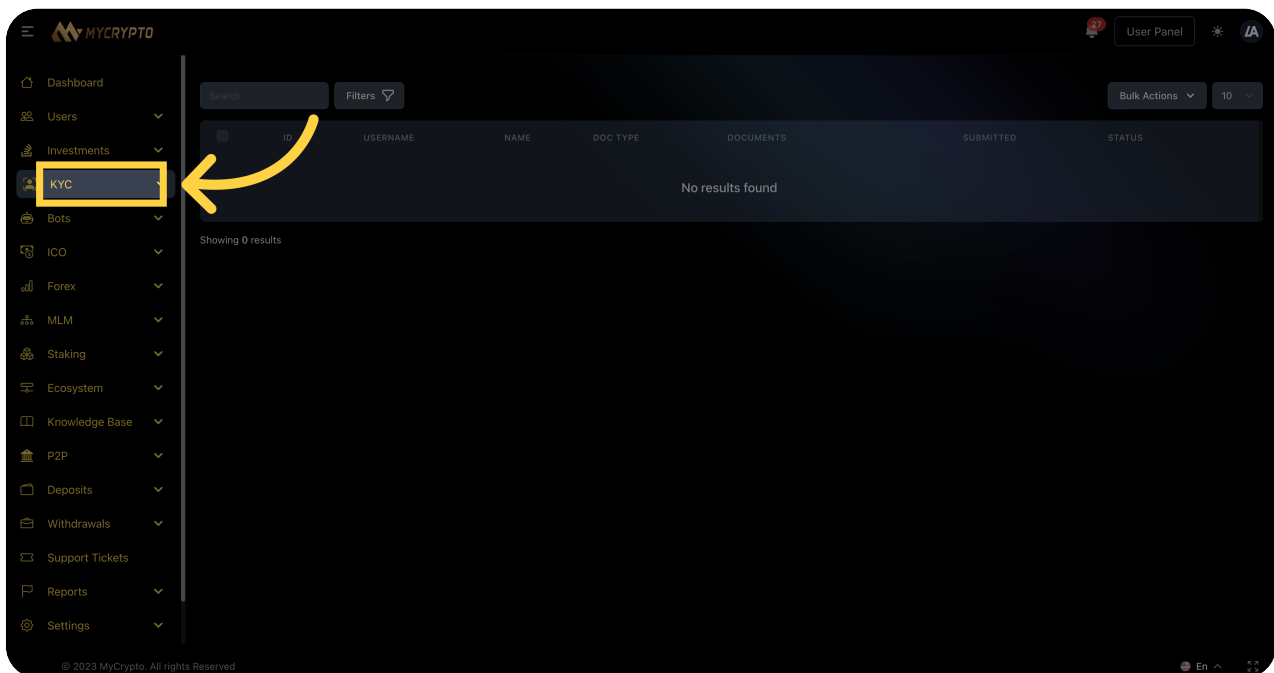 MYCRYPTO
27
User Panel
Dashboard
Users
Investments
KYC
Bots
ICO
Forex
MLM
Staking
Ecosystem
Knowledge Base
P2P
Deposits
Withdrawals
Support Tickets
Reports
Settings
Search
Filters
Bulk Actions
10
ID USERNAME NAME DOC TYPE DOCUMENTS SUBMITTED STATUS
No results found
Showing 0 results
© 2023 MyCrypto. All rights Reserved
En